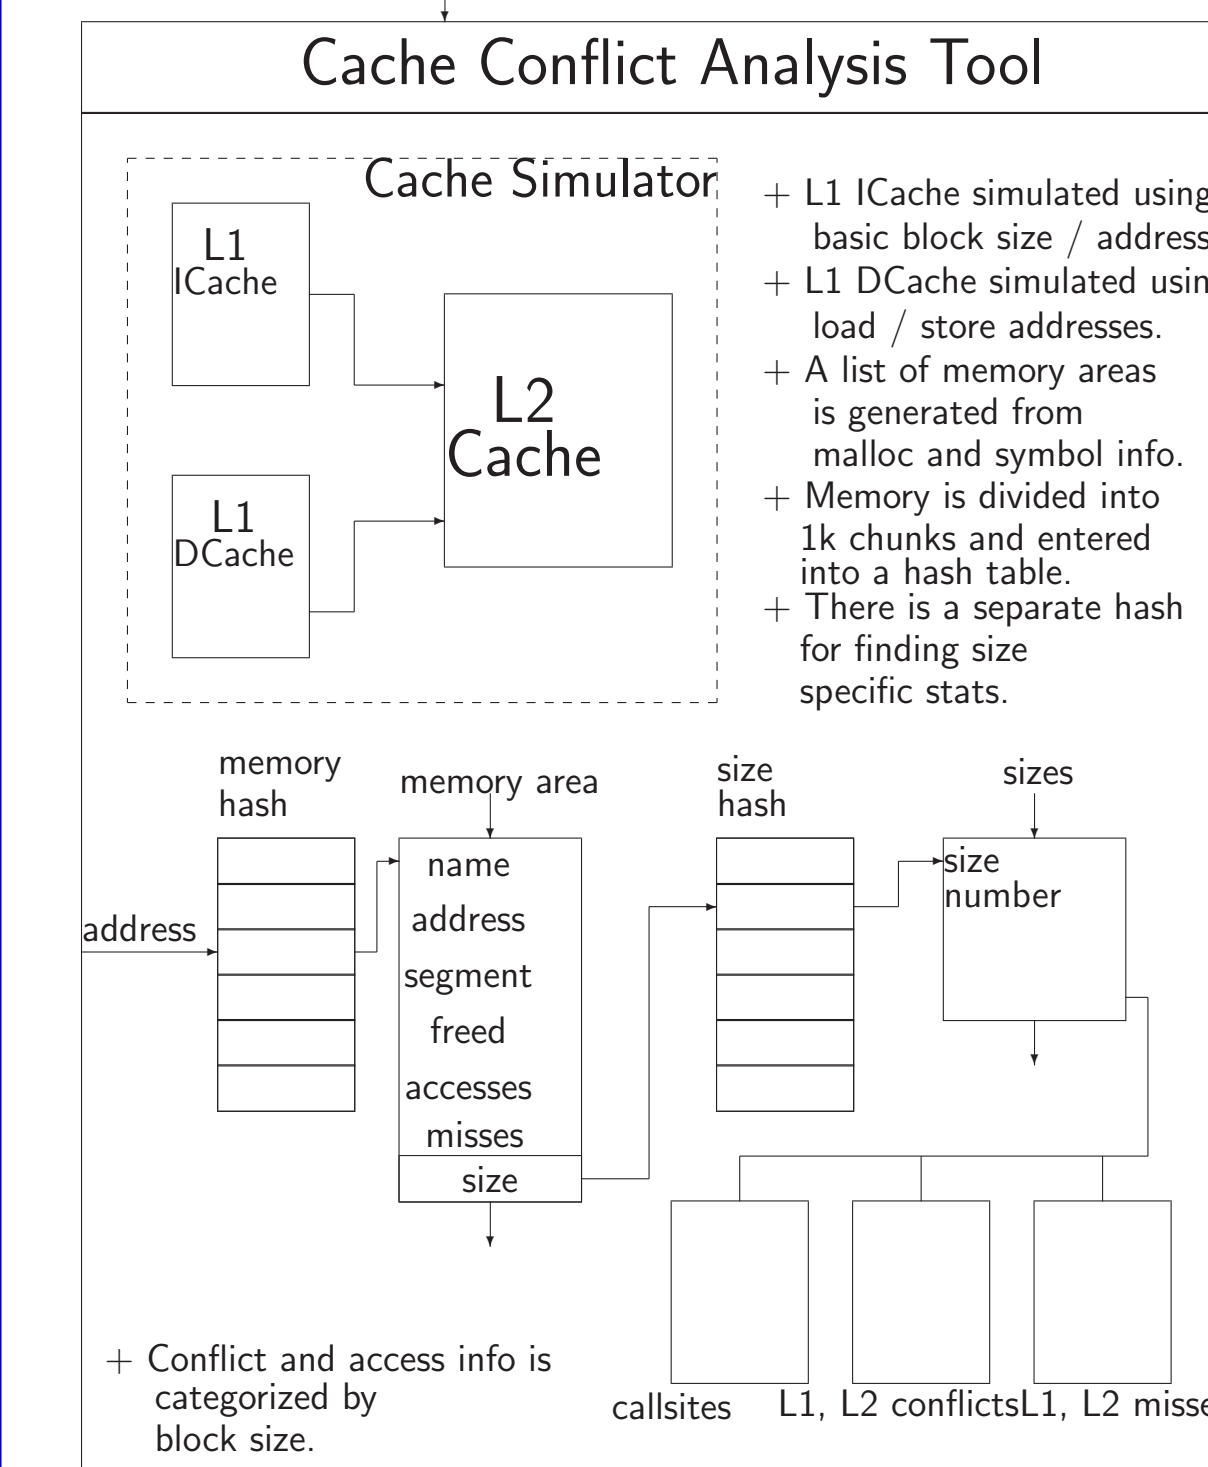 Cache Conflict Analysis Tool
Cache Simulator
L1
ICache
L2
Cache
L1
DCache
+ L1 ICache simulated using
basic block size / address
+ L1 DCache simulated usin
load / store addresses.
+ A list of memory areas
is generated from
malloc and symbol info.
+ Memory is divided into
1k chunks and entered
into a hash table.
+ There is a separate hash
for finding size
specific stats.
memory
hash
memory area
size
hash
sizes
address
name
address
segment
freed
accesses
misses
size
size
number
+ Conflict and access info is
categorized by
block size.
callsites
L1, L2 conflicts
L1, L2 misse